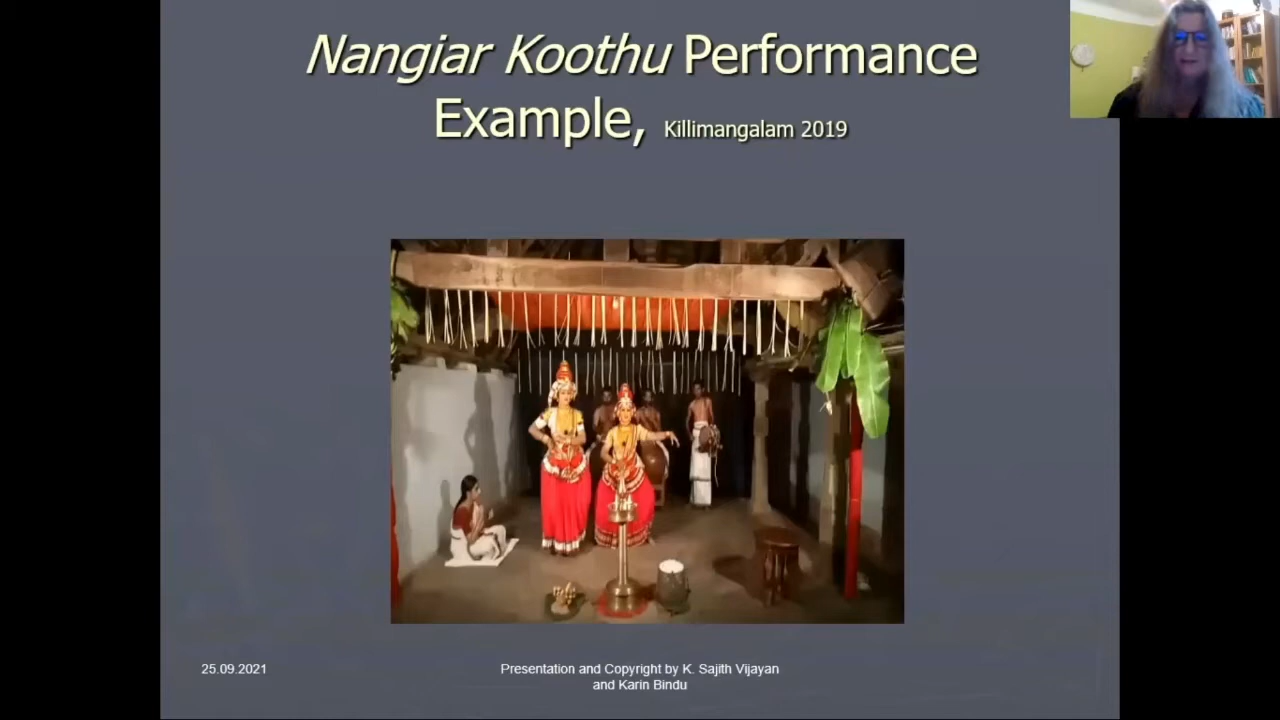 Nangiar Koothu Performance
Example, Killimangalam 2019
25.09.2021
Presentation and Copyright by K. Sajith Vijayan
and Karin Bindu